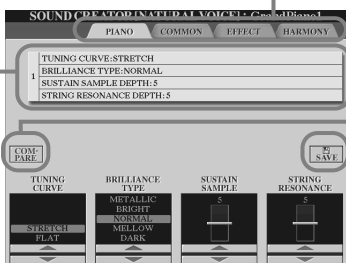 SOUND CREATOR(NATURAL VOICE): GrandPiano1
PIANO COMMON EFFECT HARMONY
1
TUNING CURVE:STRETCH
BRILLIANCE TYPE:NORMAL
SUSTAIN SAMPLE DEPTH:5
STRING RESONANCE DEPTH:5
COM-
PARE
SAVE
TUNING
CURVE
BRILLIANCE
TYPE
SUSTAIN
SAMPLE
STRING
RESONANCE
STRETCH
FLAT
METALLIC
BRIGHT
NORMAL
MELLOW
DARK
5
5